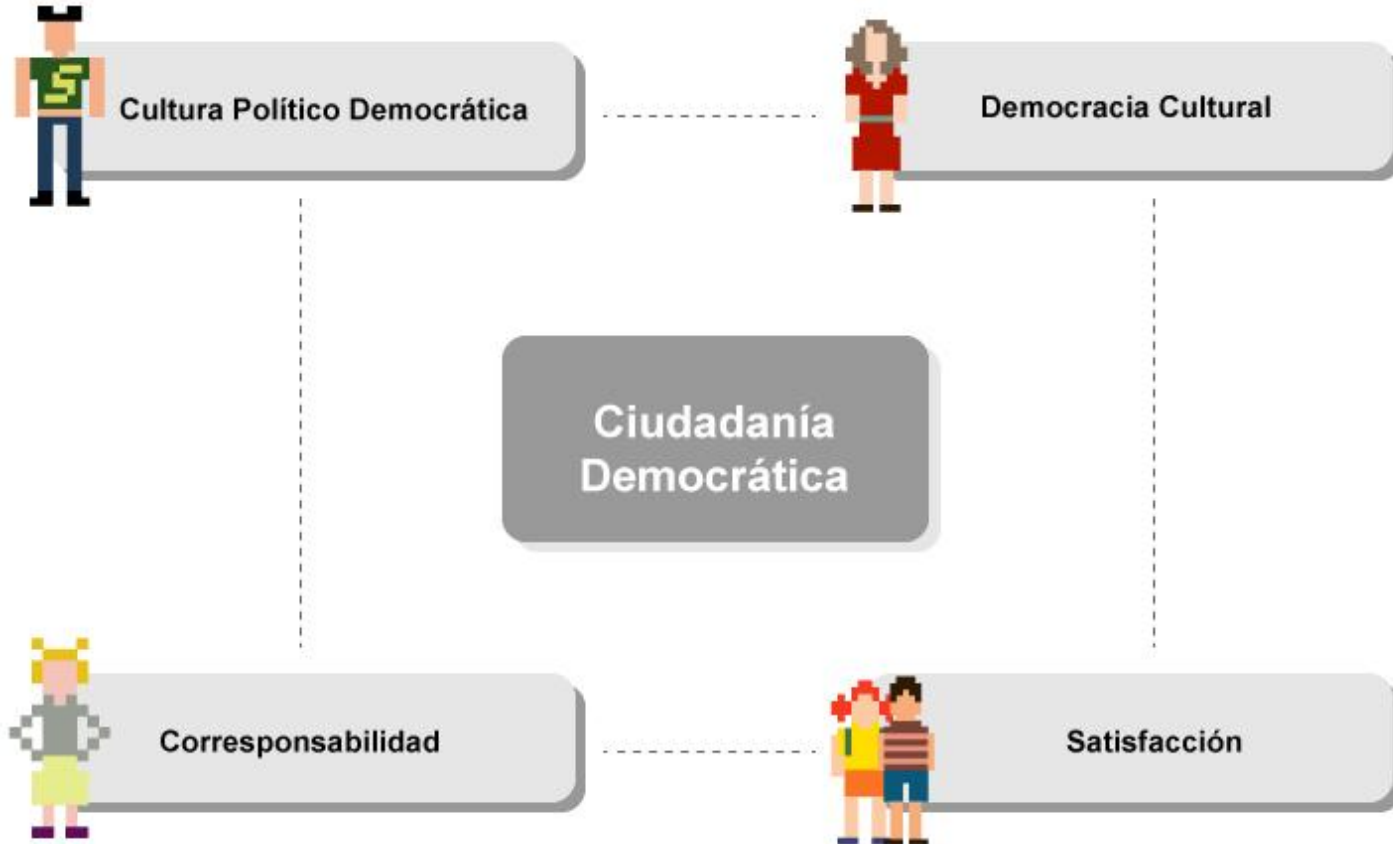 Cultura Político Democrática
Democracia Cultural
Ciudadanía
Democrática
Corresponsabilidad
Satisfacción
S